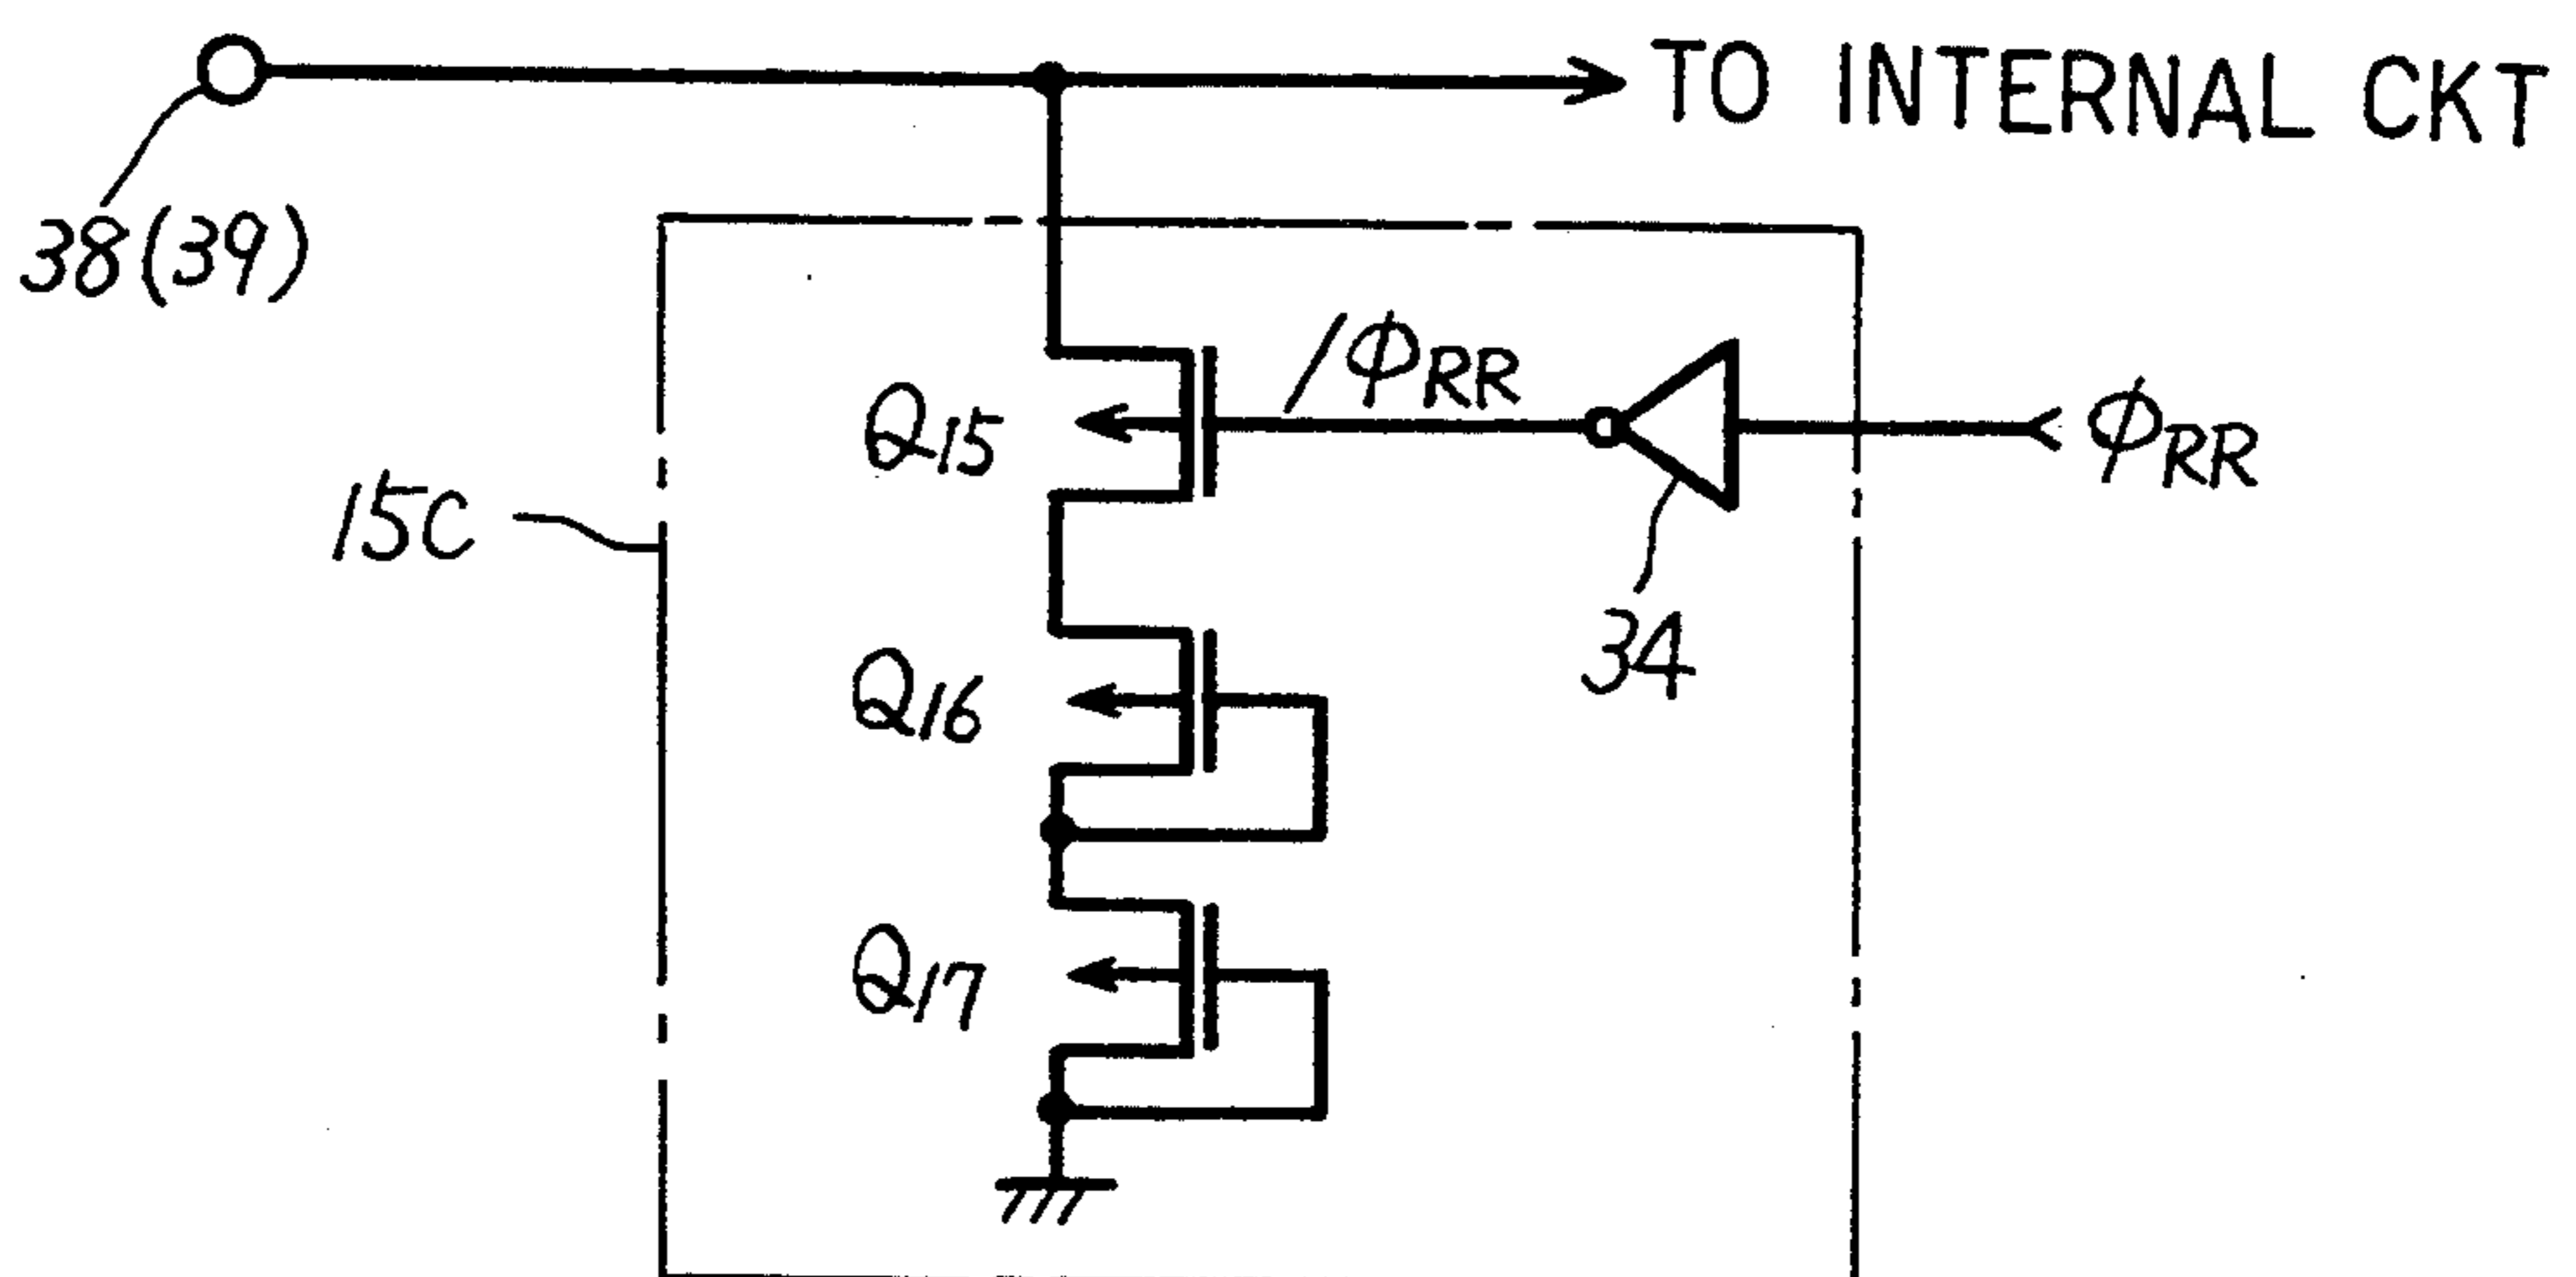 TO INTERNAL CKT
38(39)
/ϕRR
Q15
ϕRR
15C
34
Q16
Q17